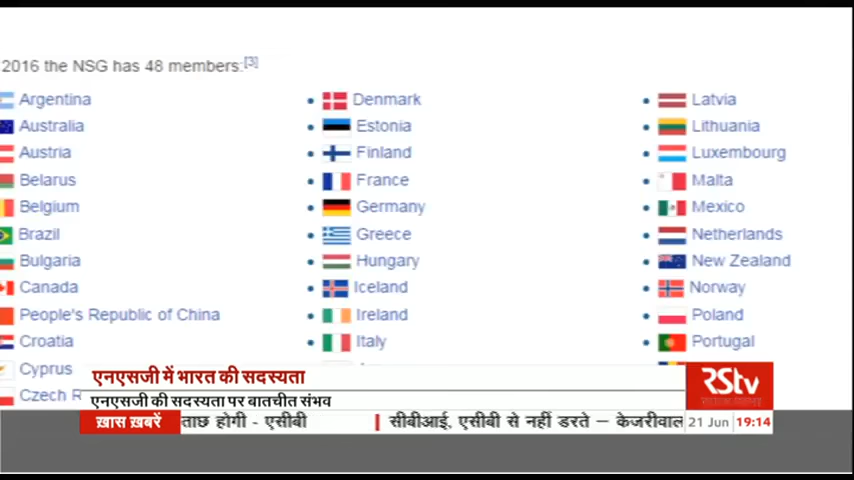 2016 the NSG has 48 members:[3]
Argentina
Australia
Austria
Belarus
Belgium
Brazil
Bulgaria
Canada
People's Republic of China
Croatia
Cyprus
Czech R
Denmark
Estonia
Finland
France
Germany
Greece
Hungary
Iceland
Ireland
Italy
Latvia
Lithuania
Luxembourg
Malta
Mexico
Netherlands
New Zealand
Norway
Poland
Portugal
एनएसजी में भारत की सदस्यता
एनएसजी की सदस्यता पर बातचीत संभव
RStv
ख़ास ख़बरें ताछ होगी - एसीबी | सीबीआई, एसीबी से नहीं डरते – केजरीवाल 21 Jun 19:14